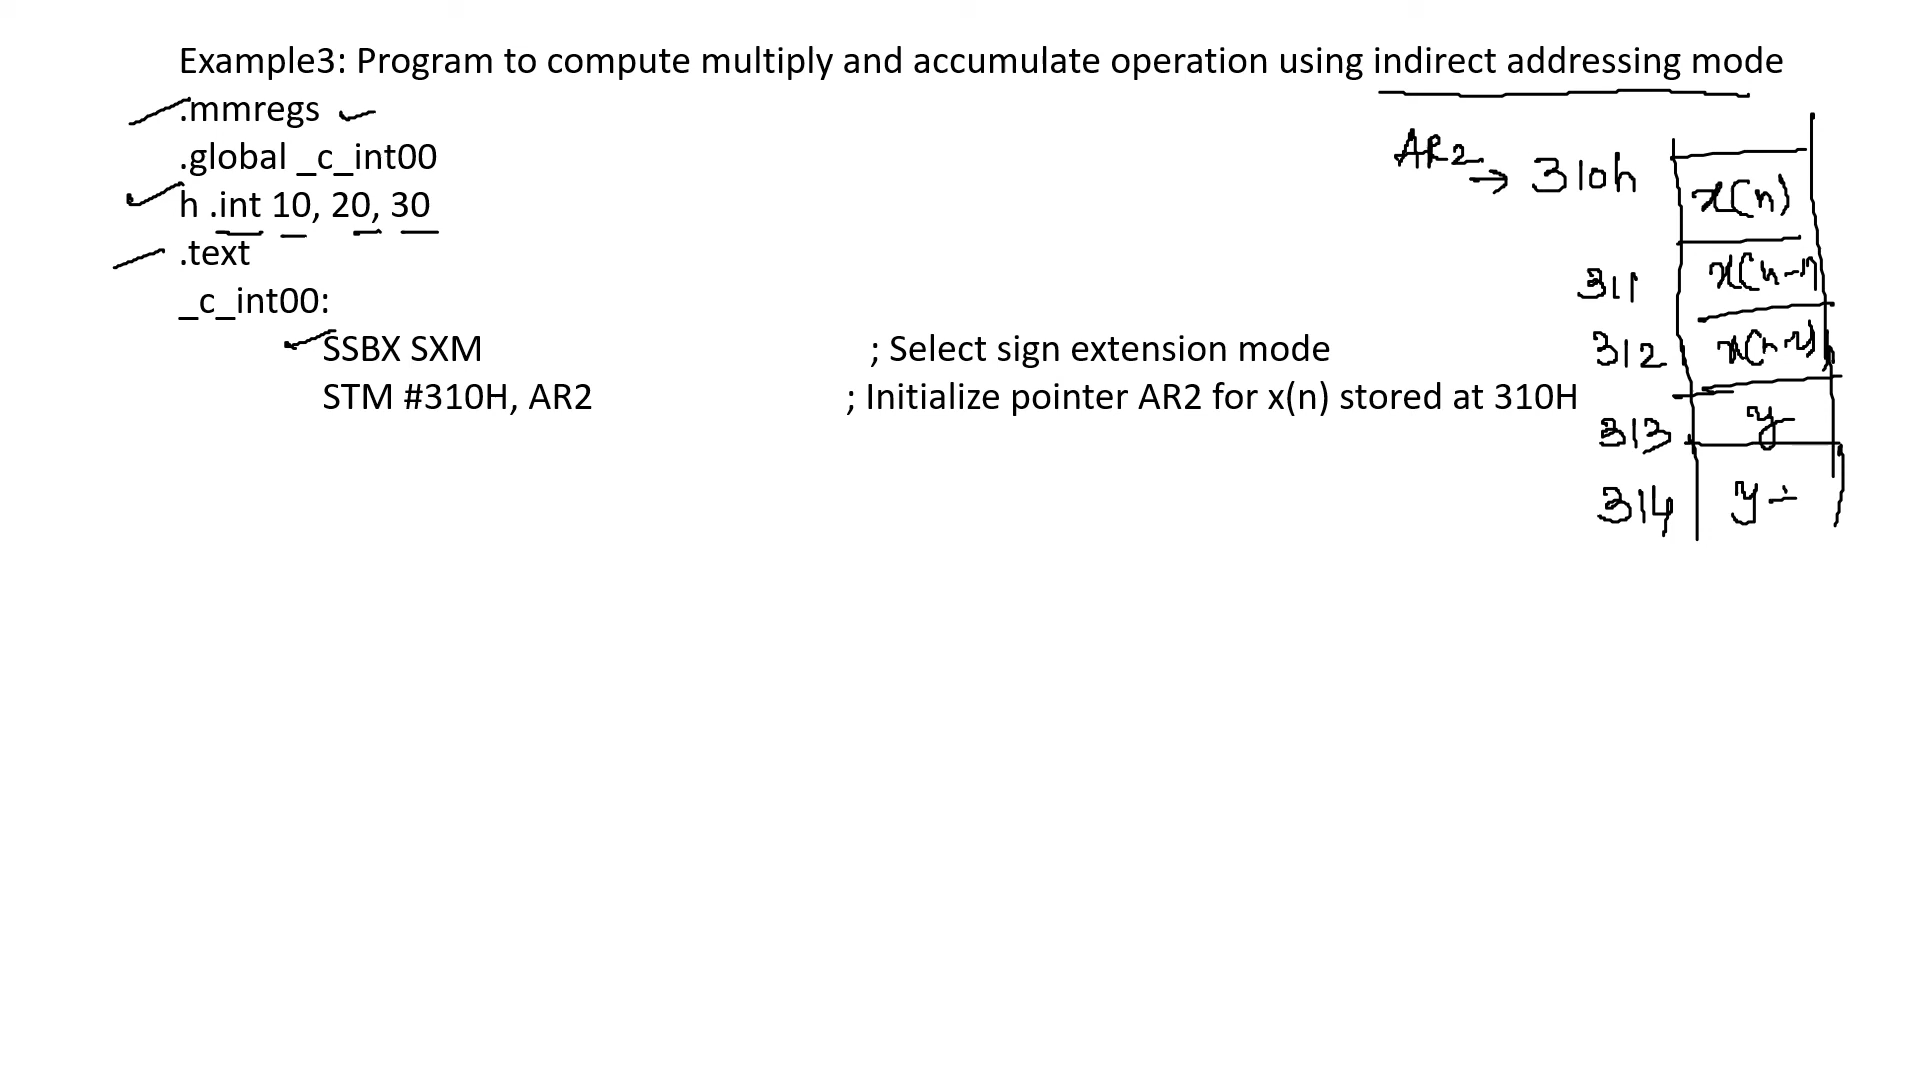 Example3: Program to compute multiply and accumulate operation using indirect addressing mode
.mmregs
.global _c_int00
h .int 10, 20, 30
.text
_c_int00:
SSBX SXM ; Select sign extension mode
STM #310H, AR2 ; Initialize pointer AR2 for x(n) stored at 310H
AR2 → 310h x(n)
311 x(n-1)
312 x(n-2)
313 y
314 y